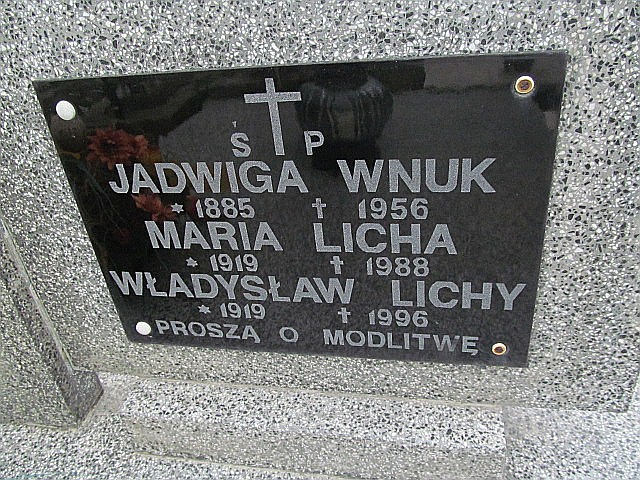 Ś P
JADWIGA WNUK
* 1885 † 1956
MARIA LICHA
* 1919 † 1988
WŁADYSŁAW LICHY
* 1919 † 1996
PROSZĄ O MODLITWĘ